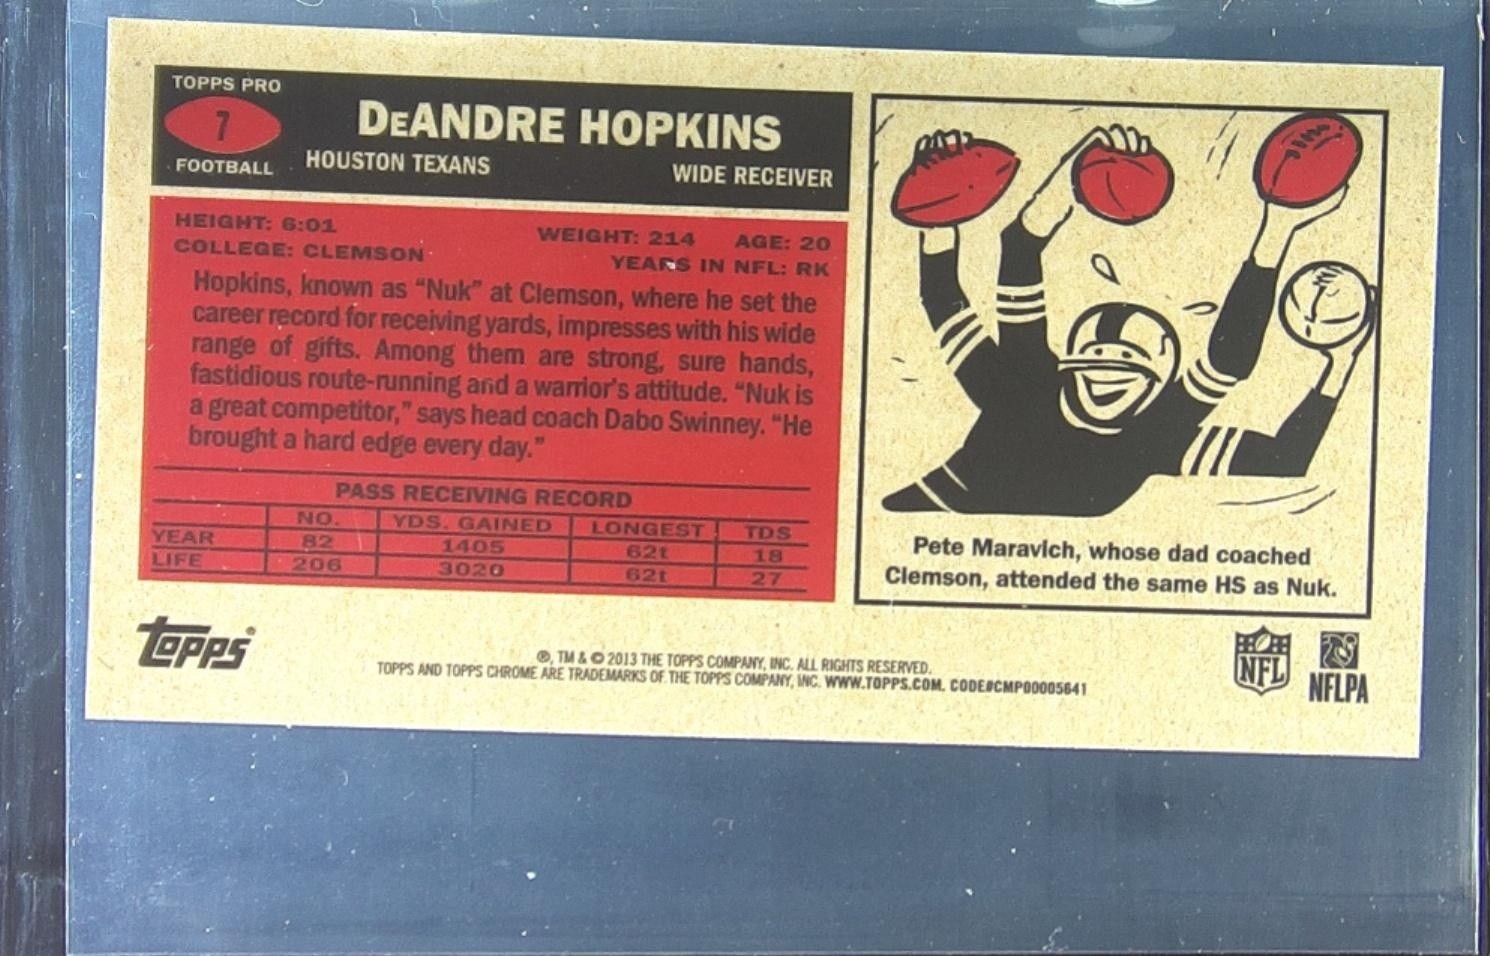 TOPPS PRO
7
FOOTBALL
DeANDRE HOPKINS
HOUSTON TEXANS WIDE RECEIVER
HEIGHT: 6:01 WEIGHT: 214 AGE: 20
COLLEGE: CLEMSON YEARS IN NFL: RK
Hopkins, known as “Nuk” at Clemson, where he set the
career record for receiving yards, impresses with his wide
range of gifts. Among them are strong, sure hands,
fastidious route-running and a warrior's attitude. “Nuk is
a great competitor,” says head coach Dabo Swinney. “He
brought a hard edge every day.”
PASS RECEIVING RECORD
NO. YDS. GAINED LONGEST TDS
YEAR 82 1405 62t 18
LIFE 206 3020 62t 27
Pete Maravich, whose dad coached
Clemson, attended the same HS as Nuk.
Topps®
®, TM & © 2013 THE TOPPS COMPANY, INC. ALL RIGHTS RESERVED.
TOPPS AND TOPPS CHROME ARE TRADEMARKS OF THE TOPPS COMPANY, INC. WWW.TOPPS.COM. CODE#CMP00005641
NFL
NFLPA